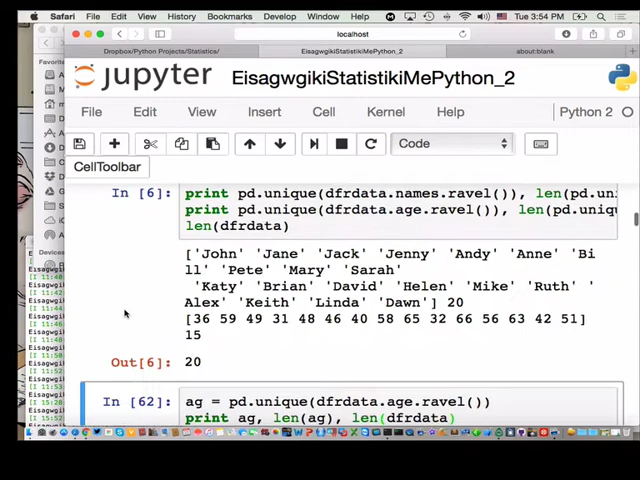 Safari File Edit View History Bookmarks Develop Window Help Tue 3:54 PM
localhost
Dropbox/Python Projects/Statistics/ EisagwgikiStatistikiMePython_2 about:blank
jupyter EisagwgikiStatistikiMePython_2
File Edit View Insert Cell Kernel Help Python 2
Code
CellToolbar
In [6]: print pd.unique(dfrdata.names.ravel()), len(pd.un
print pd.unique(dfrdata.age.ravel()), len(pd.uniq
len(dfrdata)
['John' 'Jane' 'Jack' 'Jenny' 'Andy' 'Anne' 'Bi
ll' 'Pete' 'Mary' 'Sarah'
'Katy' 'Brian' 'David' 'Helen' 'Mike' 'Ruth' '
Alex' 'Keith' 'Linda' 'Dawn'] 20
[36 59 49 31 48 46 40 58 65 32 66 56 63 42 51]
15
Out[6]: 20
In [62]: ag = pd.unique(dfrdata.age.ravel())
print ag, len(ag), len(dfrdata)